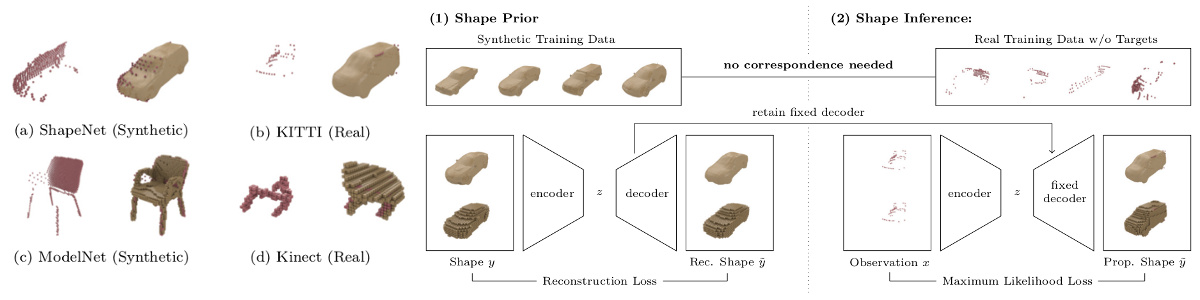 (a) ShapeNet (Synthetic)
(b) KITTI (Real)
(c) ModelNet (Synthetic)
(d) Kinect (Real)
(1) Shape Prior
Synthetic Training Data
no correspondence needed
(2) Shape Inference:
Real Training Data w/o Targets
retain fixed decoder
encoder
z
decoder
Shape y
Rec. Shape ỹ
Reconstruction Loss
encoder
z
fixed
decoder
Observation x
Prop. Shape ỹ
Maximum Likelihood Loss